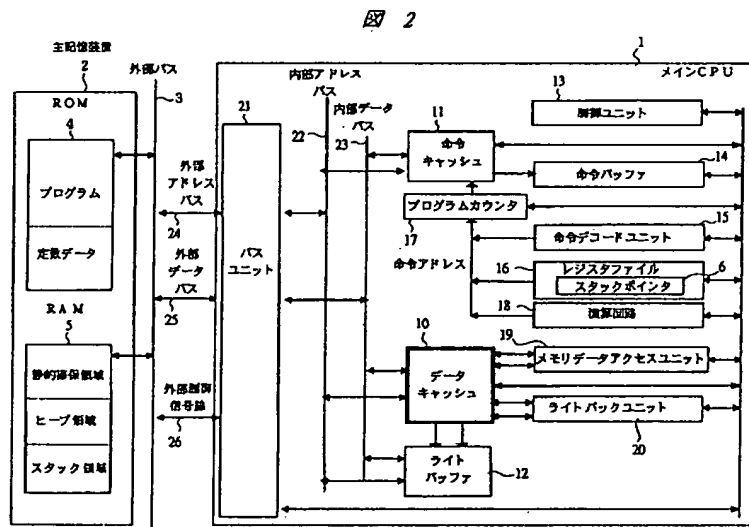 図 2
主記憶装置
2
外部バス
3
ROM
4
プログラム
定数データ
RAM
5
静的確保領域
ヒープ領域
スタック領域
外部
アドレス
バス
24
外部
データ
バス
25
外部制御
信号線
26
1
メインCPU
21
バス
ユニット
内部アドレス
バス
22
内部データ
バス
23
11
命令
キャッシュ
13
制御ユニット
14
命令バッファ
プログラムカウンタ
17
命令アドレス
15
命令デコードユニット
16
レジスタファイル
6
スタックポインタ
18
演算回路
10
データ
キャッシュ
19
メモリデータアクセスユニット
ライトバックユニット
20
ライト
バッファ
12